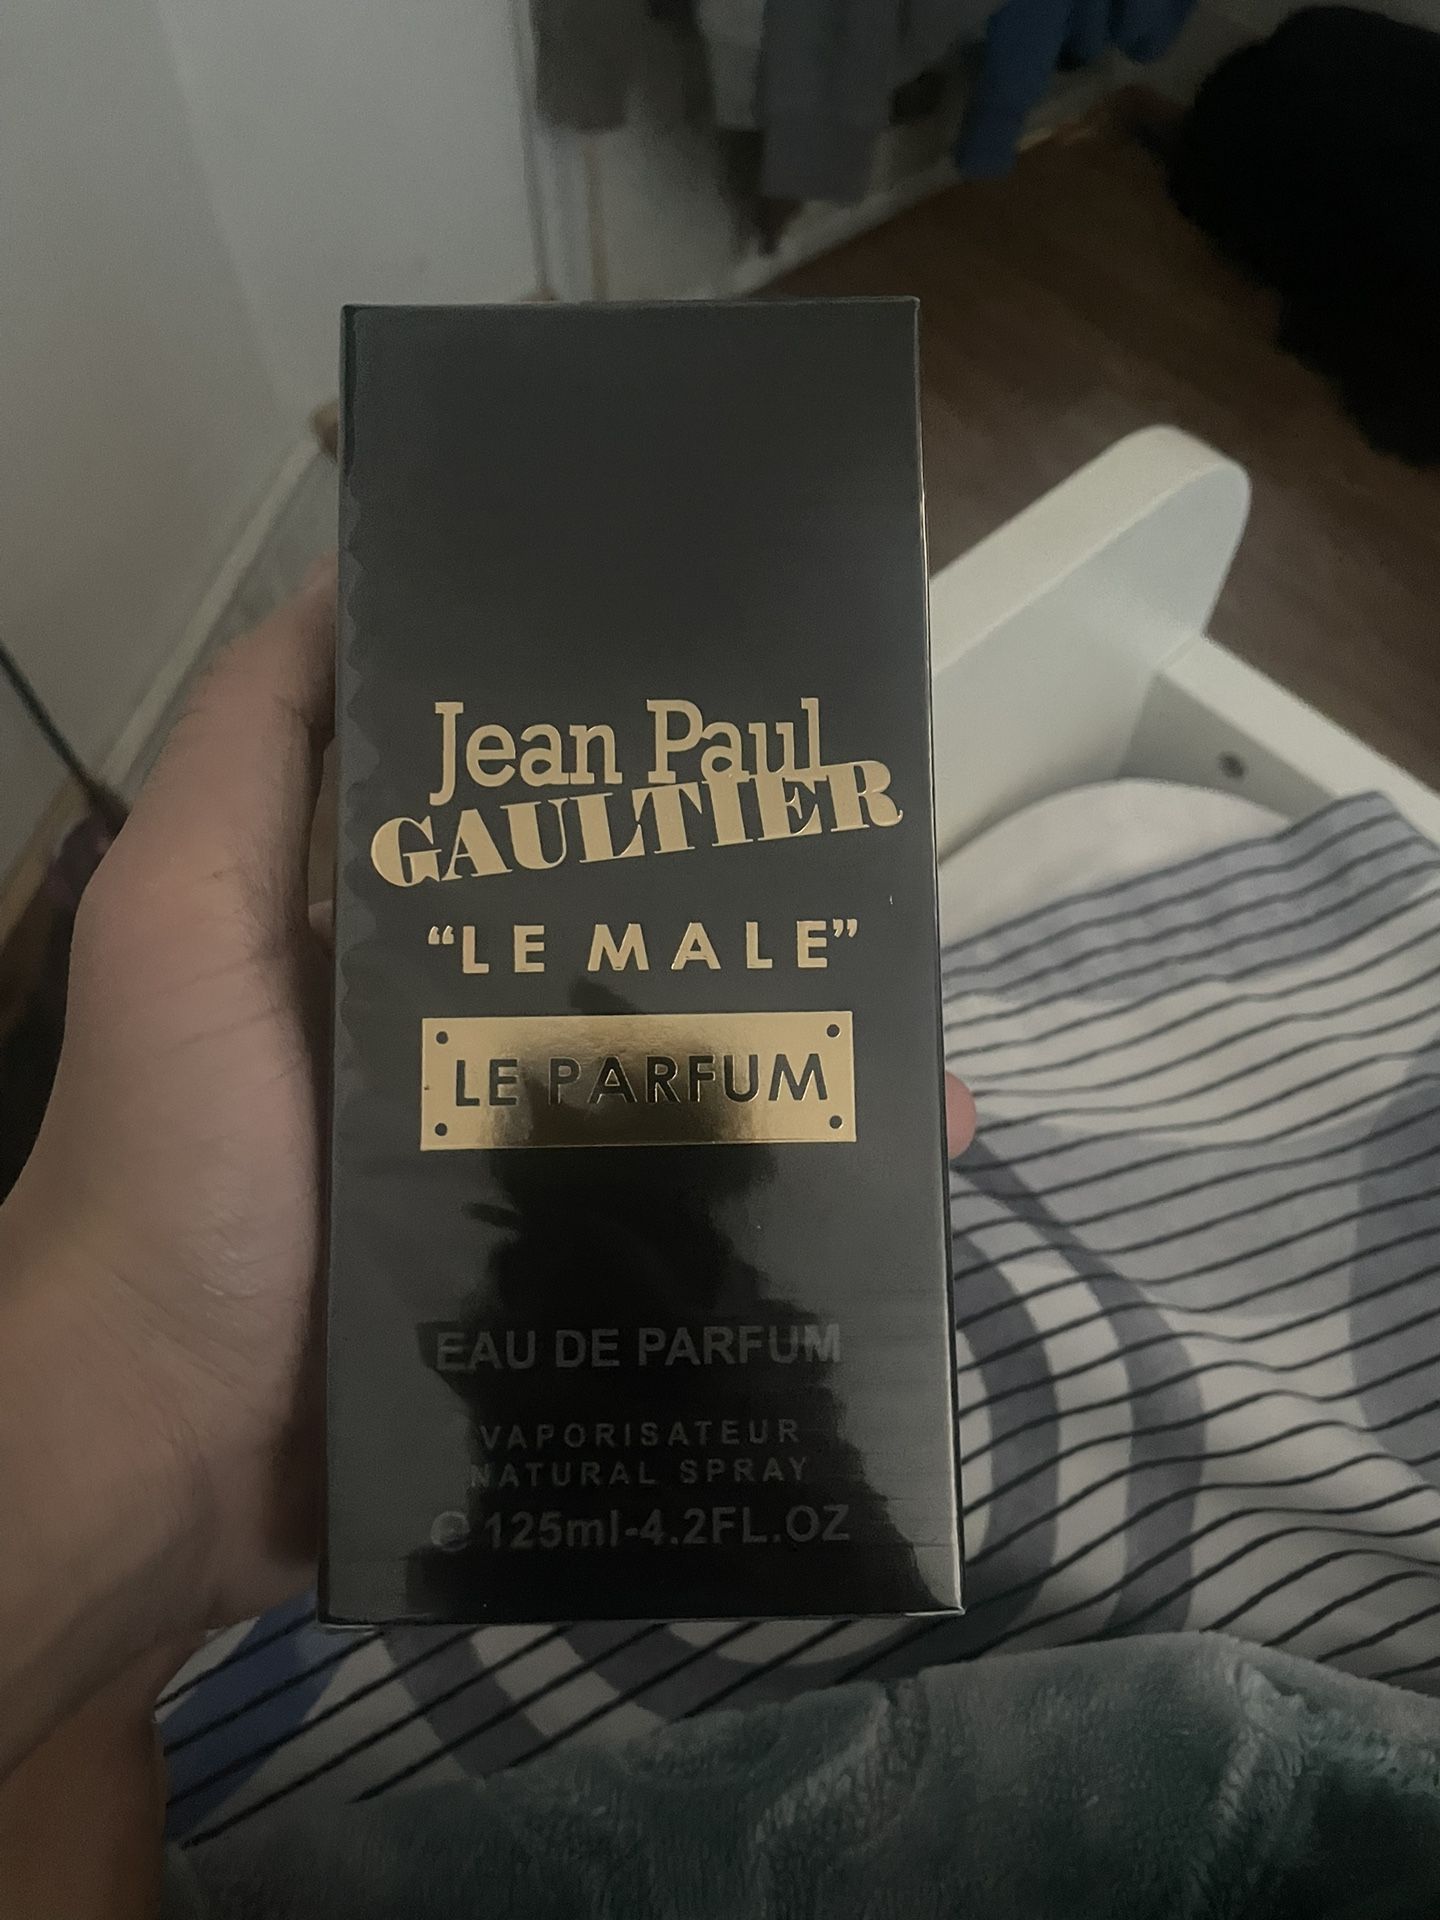 Jean Paul
GAULTIER
“LE MALE”
LE PARFUM
EAU DE PARFUM
VAPORISATEUR
NATURAL SPRAY
℮ 125ml-4.2FL.OZ